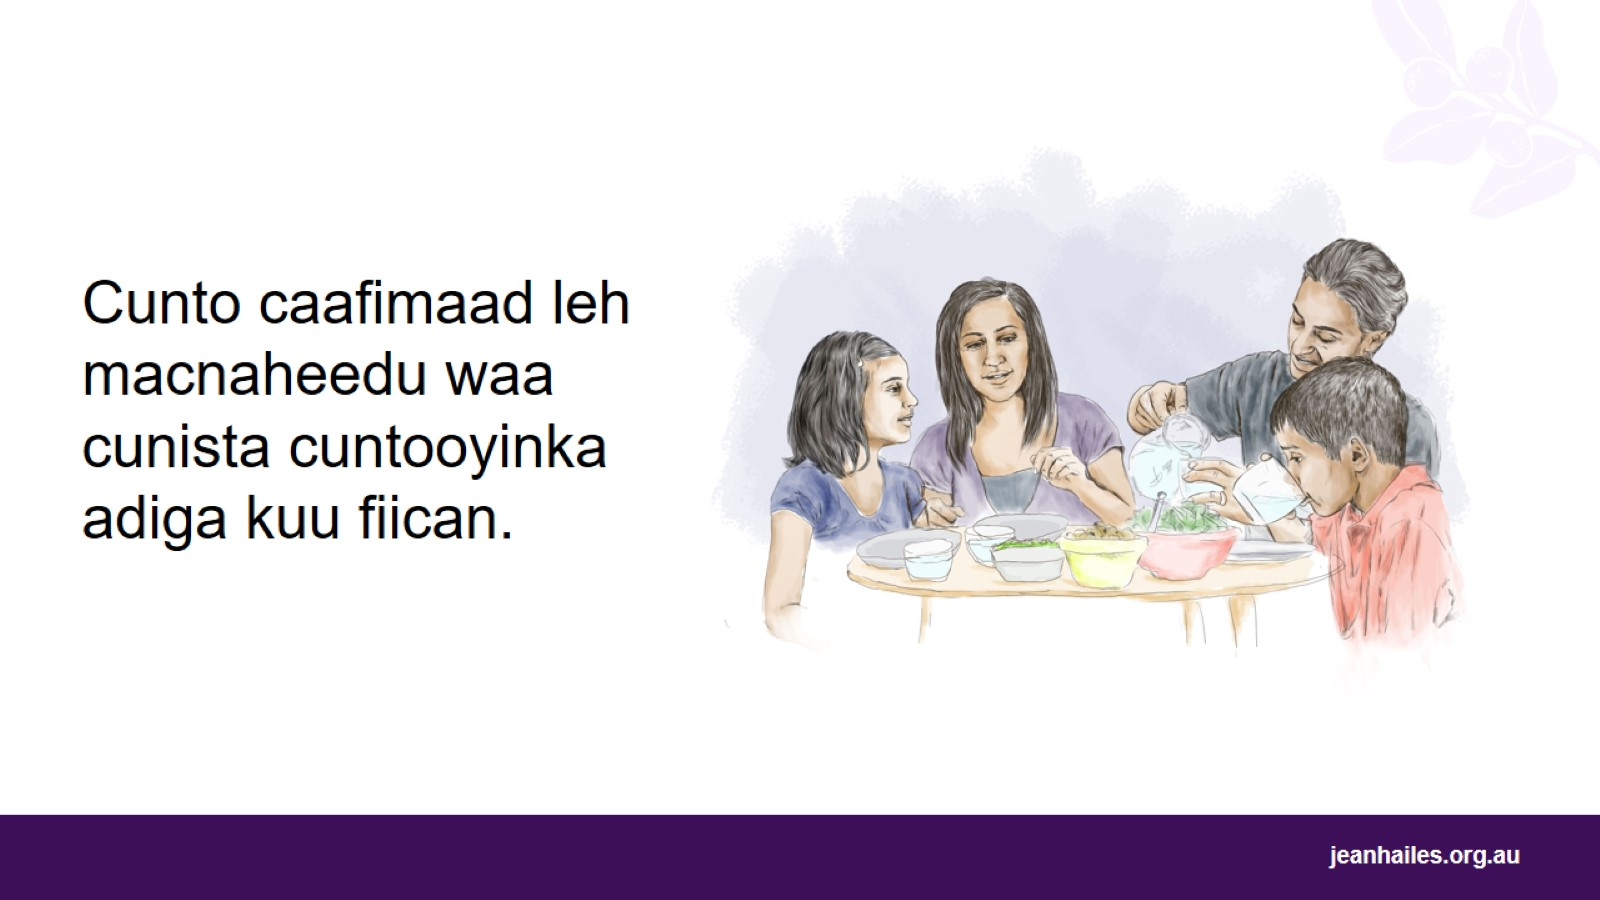 Cunto caafimaad leh
macnaheedu waa
cunista cuntooyinka
adiga kuu fiican.
jeanhailes.org.au